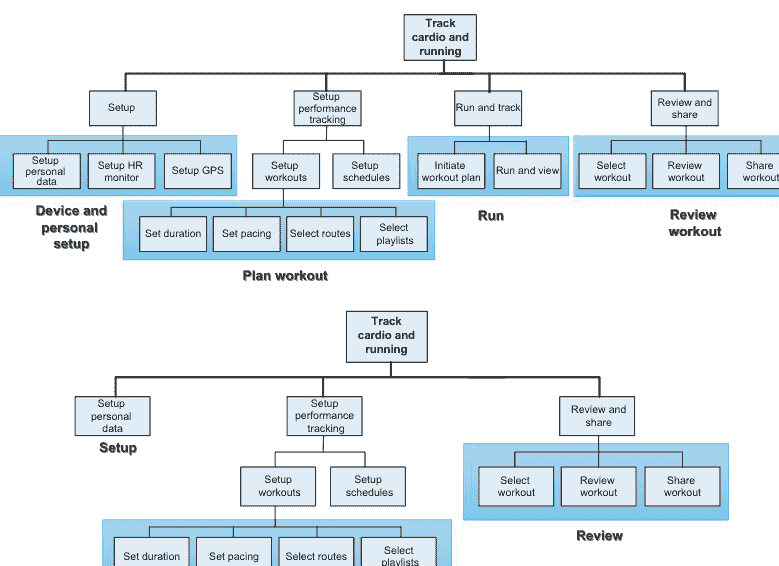 Track
cardio and
running
Setup
Setup
performance
tracking
Run and track
Review and
share
Setup
personal
data
Setup HR
monitor
Setup GPS
Setup
workouts
Setup
schedules
Initiate
workout plan
Run and view
Select
workout
Review
workout
Share
workout
Device and
personal
setup
Set duration
Set pacing
Select routes
Select
playlists
Run
Review
workout
Plan workout
Track
cardio and
running
Setup
personal
data
Setup
performance
tracking
Review and
share
Setup
Setup
workouts
Setup
schedules
Select
workout
Review
workout
Share
workout
Review
Set duration
Set pacing
Select routes
Select
playlists